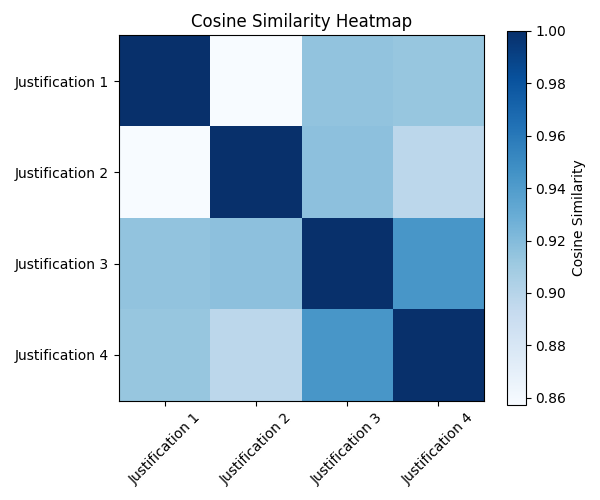 Cosine Similarity Heatmap
Justification 1
Justification 2
Justification 3
Justification 4
Justification 1
Justification 2
Justification 3
Justification 4
1.00
0.98
0.96
0.94
0.92
0.90
0.88
0.86
Cosine Similarity